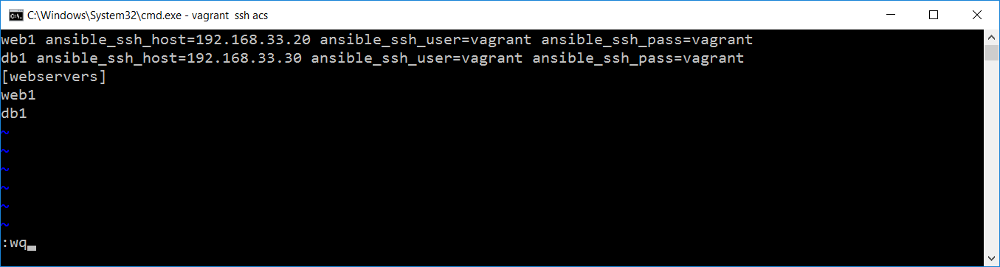 C:\Windows\System32\cmd.exe - vagrant  ssh acs
web1 ansible_ssh_host=192.168.33.20 ansible_ssh_user=vagrant ansible_ssh_pass=vagrant
db1 ansible_ssh_host=192.168.33.30 ansible_ssh_user=vagrant ansible_ssh_pass=vagrant
[webservers]
web1
db1
~
~
~
~
~
~
:wq